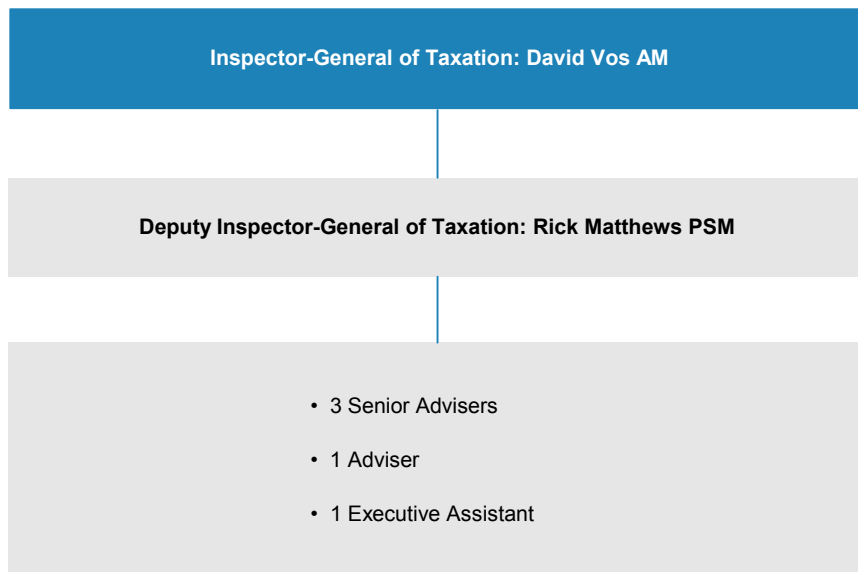 Inspector-General of Taxation: David Vos AM
Deputy Inspector-General of Taxation: Rick Matthews PSM
• 3 Senior Advisers
• 1 Adviser
• 1 Executive Assistant